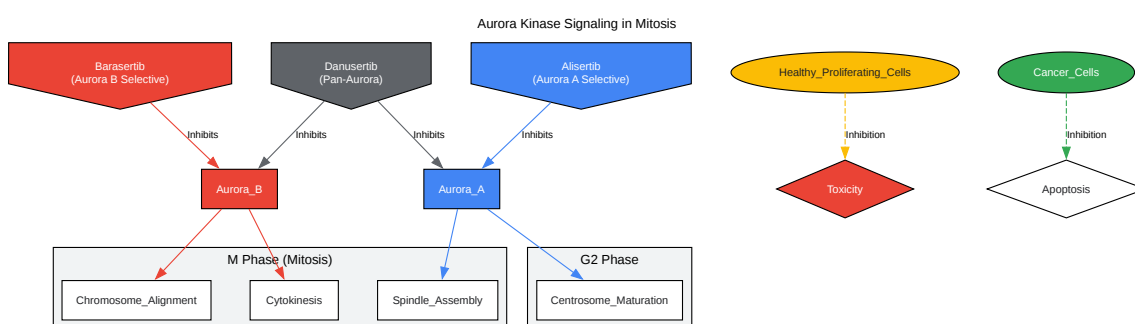 Aurora Kinase Signaling in Mitosis
Barasertib
(Aurora B Selective)
Danusertib
(Pan-Aurora)
Alisertib
(Aurora A Selective)
Healthy_Proliferating_Cells
Cancer_Cells
Inhibits
Inhibits
Inhibits
Inhibits
Inhibition
Inhibition
Aurora_B
Aurora_A
Toxicity
Apoptosis
M Phase (Mitosis)
G2 Phase
Chromosome_Alignment
Cytokinesis
Spindle_Assembly
Centrosome_Maturation